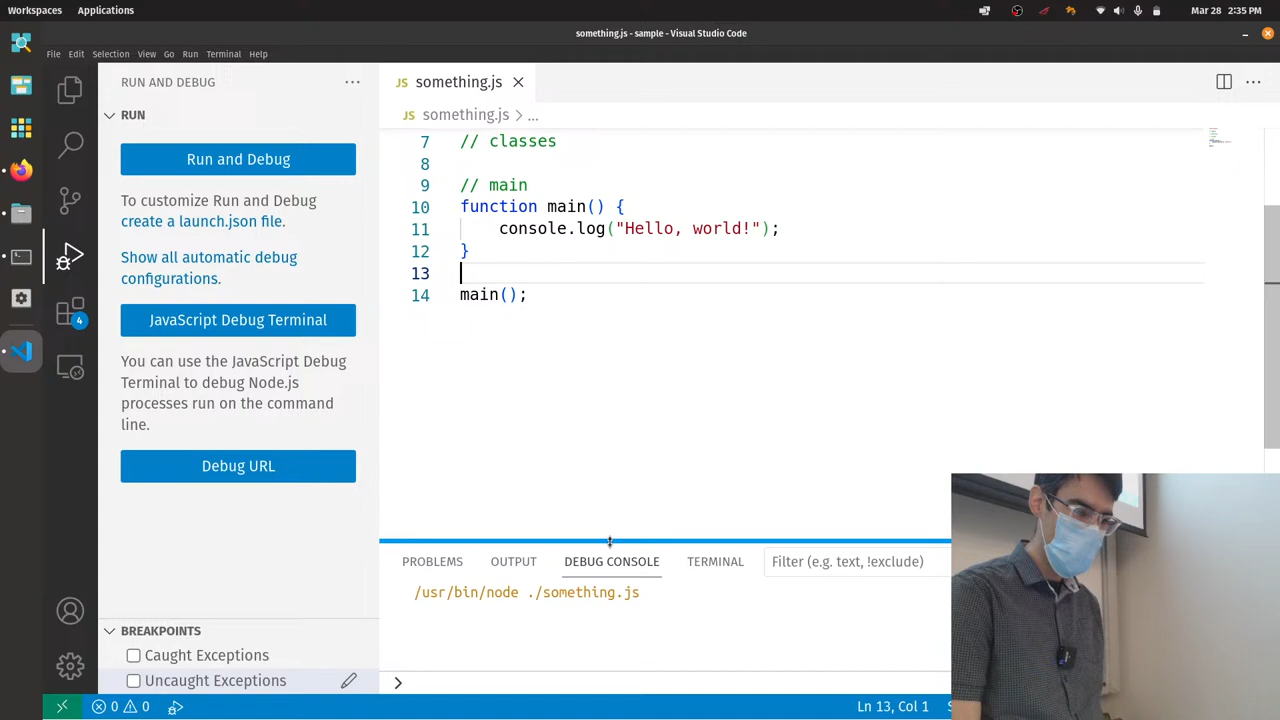 Workspaces Applications Mar 28 2:35 PM
something.js - sample - Visual Studio Code
File Edit Selection View Go Run Terminal Help
RUN AND DEBUG ...
RUN
Run and Debug
To customize Run and Debug
create a launch.json file.
Show all automatic debug
configurations.
JavaScript Debug Terminal
You can use the JavaScript Debug
Terminal to debug Node.js
processes run on the command
line.
Debug URL
BREAKPOINTS
Caught Exceptions
Uncaught Exceptions
4
JS something.js
JS something.js > ...
7 // classes
8
9 // main
10 function main() {
11 console.log("Hello, world!");
12 }
13
14 main();
PROBLEMS OUTPUT DEBUG CONSOLE TERMINAL Filter (e.g. text, !exclude)
/usr/bin/node ./something.js
>
0 0 Ln 13, Col 1